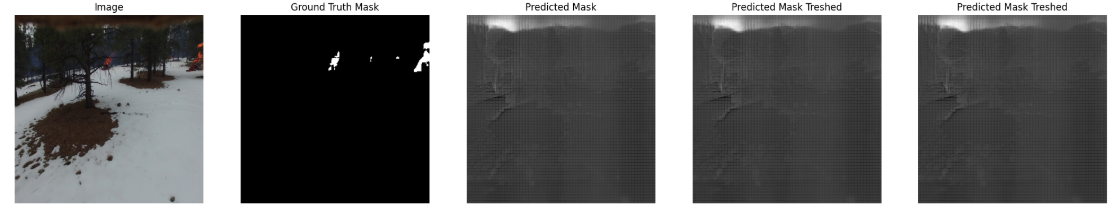 Image
Ground Truth Mask
Predicted Mask
Predicted Mask Treshed
Predicted Mask Treshed